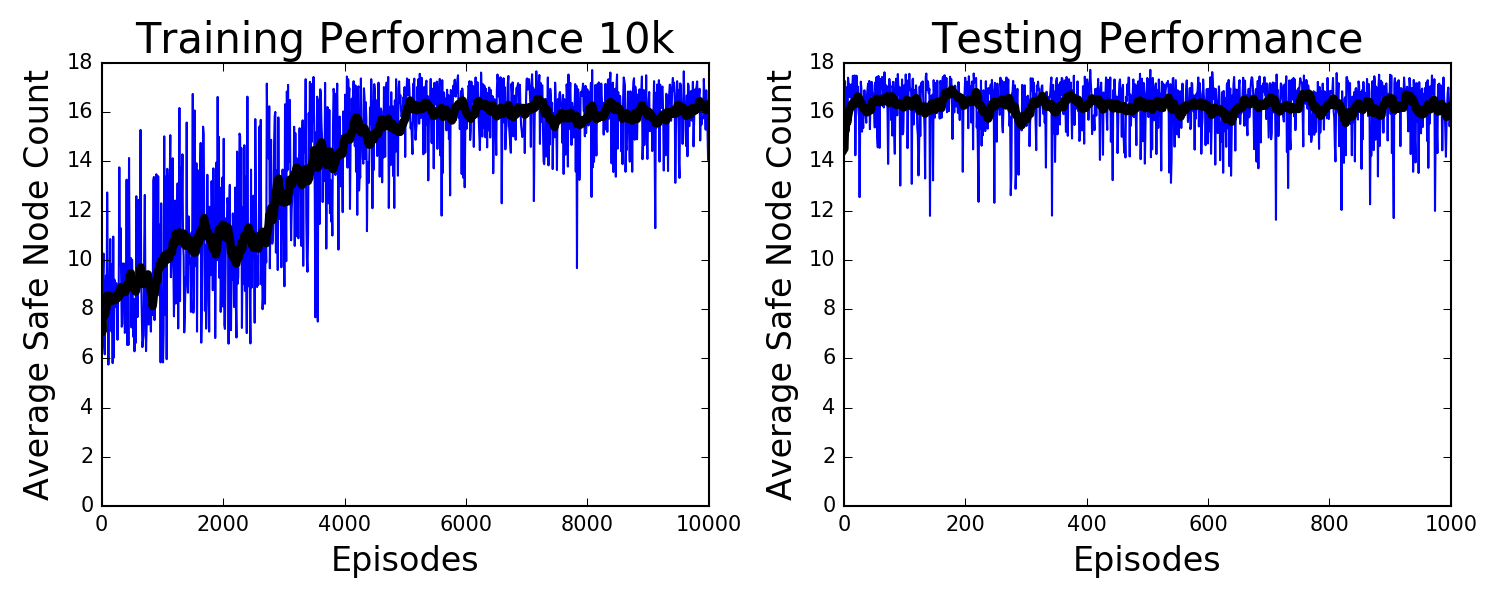 Training Performance 10k
Average Safe Node Count
18
16
14
12
10
8
6
4
2
0
0 2000 4000 6000 8000 10000
Episodes
Testing Performance
Average Safe Node Count
18
16
14
12
10
8
6
4
2
0
0 200 400 600 800 1000
Episodes